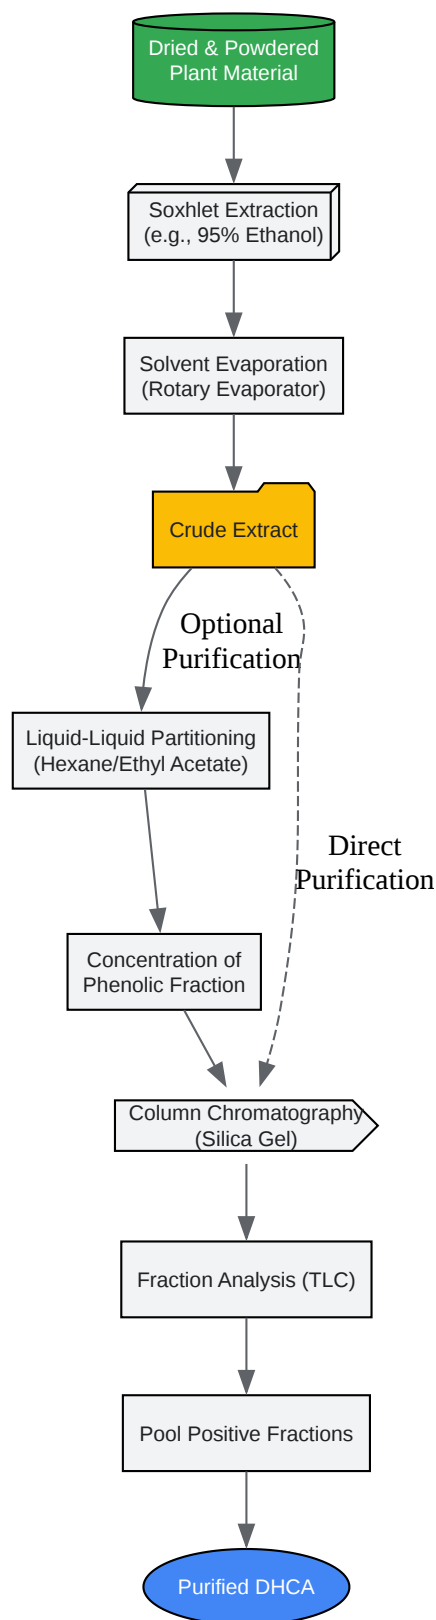 Dried & Powdered
Plant Material
Soxhlet Extraction
(e.g., 95% Ethanol)
Solvent Evaporation
(Rotary Evaporator)
Crude Extract
Optional
Purification
Liquid-Liquid Partitioning
(Hexane/Ethyl Acetate)
Direct
Purification
Concentration of
Phenolic Fraction
Column Chromatography
(Silica Gel)
Fraction Analysis (TLC)
Pool Positive Fractions
Purified DHCA